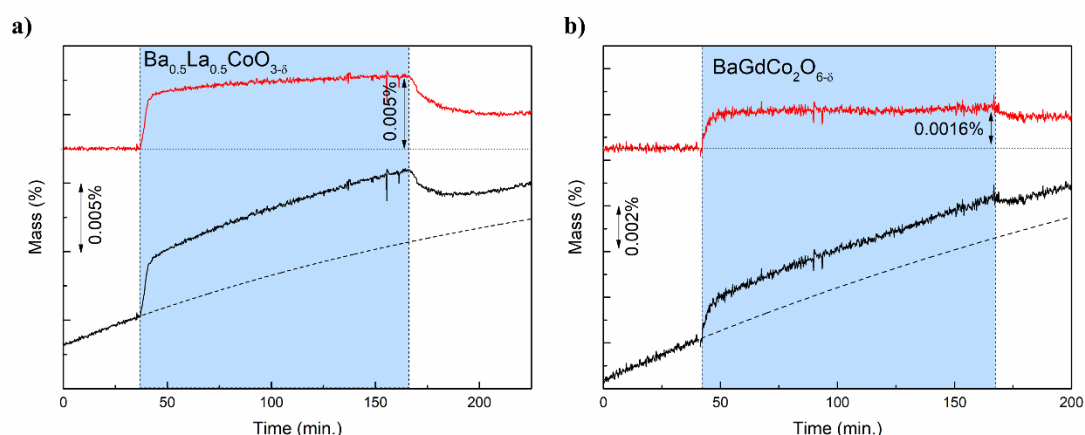 a)
Ba0.5La0.5CoO3-δ
0.005%
0.005%
Mass (%)
0 50 100 150 200
Time (min.)
b)
BaGdCo2O6-δ
0.0016%
0.002%
Mass (%)
0 50 100 150 200
Time (min.)